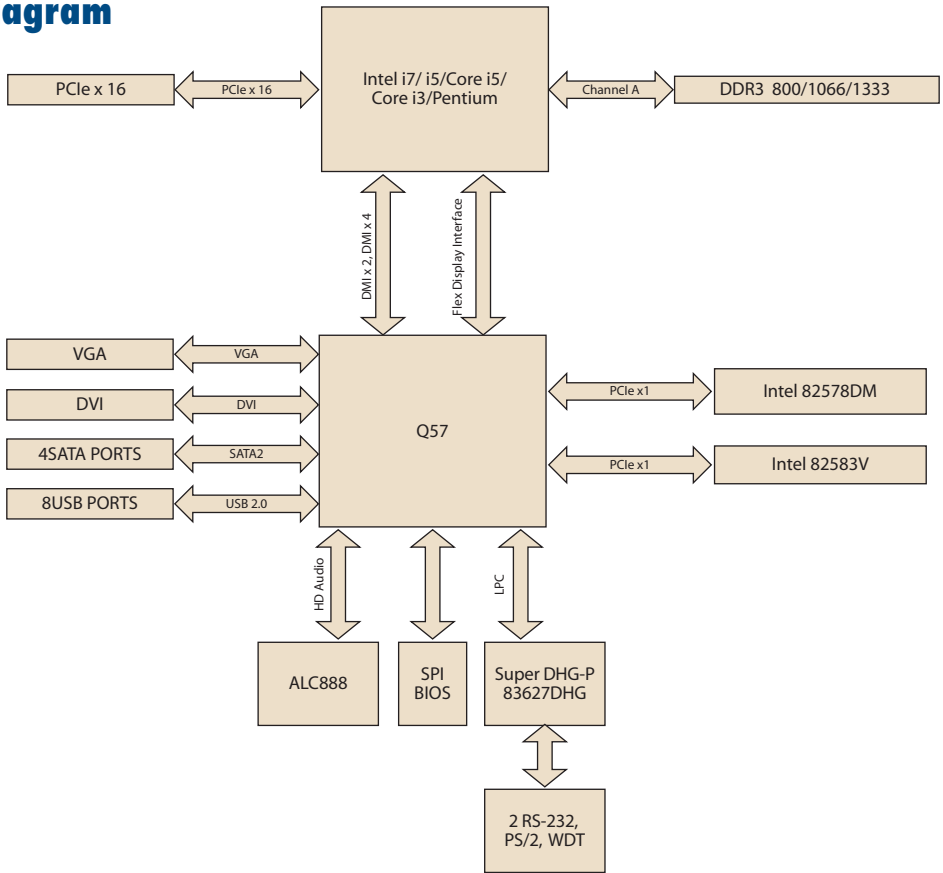 agram
Intel i7/ i5/Core i5/
Core i3/Pentium
PCIe x 16
PCIe x 16
Channel A
DDR3 800/1066/1333
DMI x 2, DMI x 4
Flex Display Interface
VGA
VGA
DVI
DVI
4SATA PORTS
SATA2
8USB PORTS
USB 2.0
Q57
PCIe x1
Intel 82578DM
PCIe x1
Intel 82583V
HD Audio
LPC
ALC888
SPI
BIOS
Super DHG-P
83627DHG
2 RS-232,
PS/2, WDT